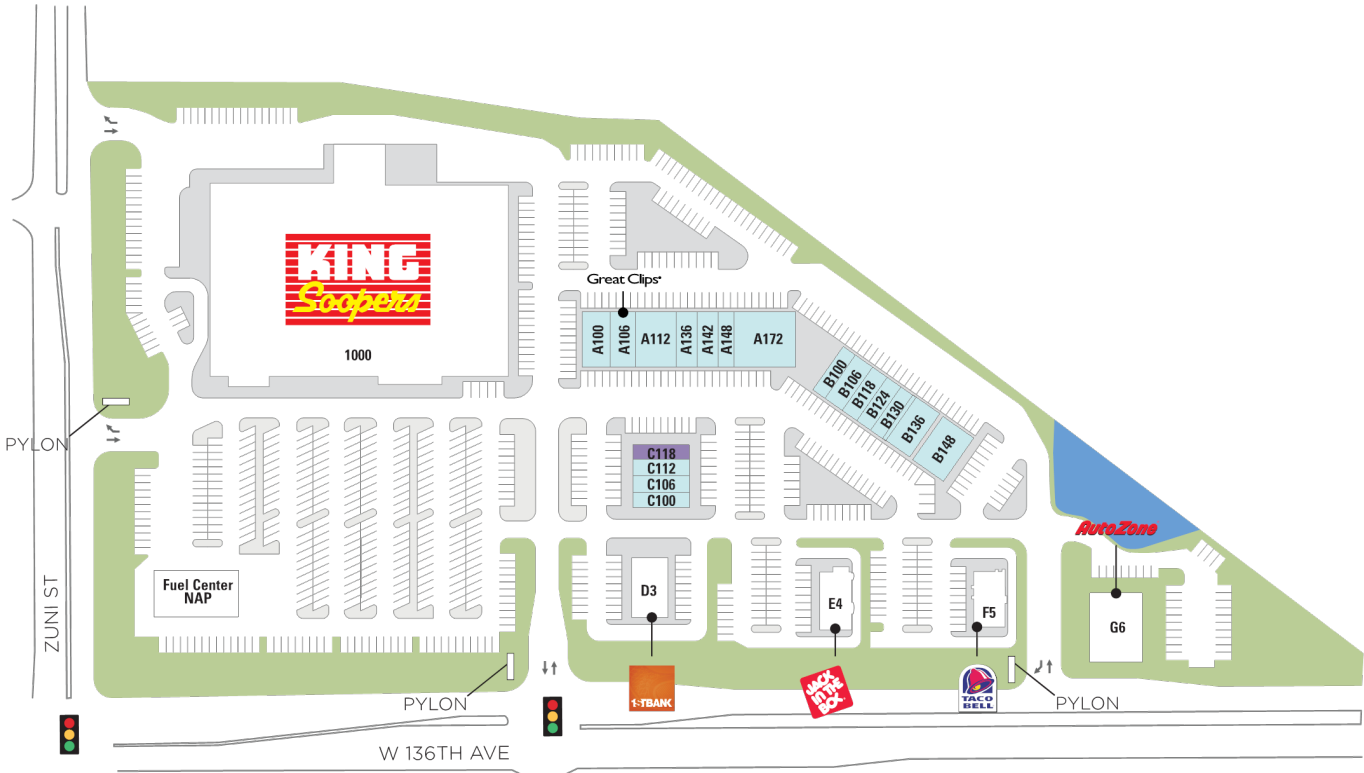 KING
Soopers
1000
Great Clips
A100
A106
A112
A136
A142
A148
A172
B100
B106
B118
B124
B130
B136
B148
PYLON
C118
C112
C106
C100
AutoZone
Fuel Center
NAP
ZUNI ST
D3
E4
F5
G6
1STBANK
JACK
IN THE
BOX
TACO
BELL
PYLON
PYLON
W 136TH AVE